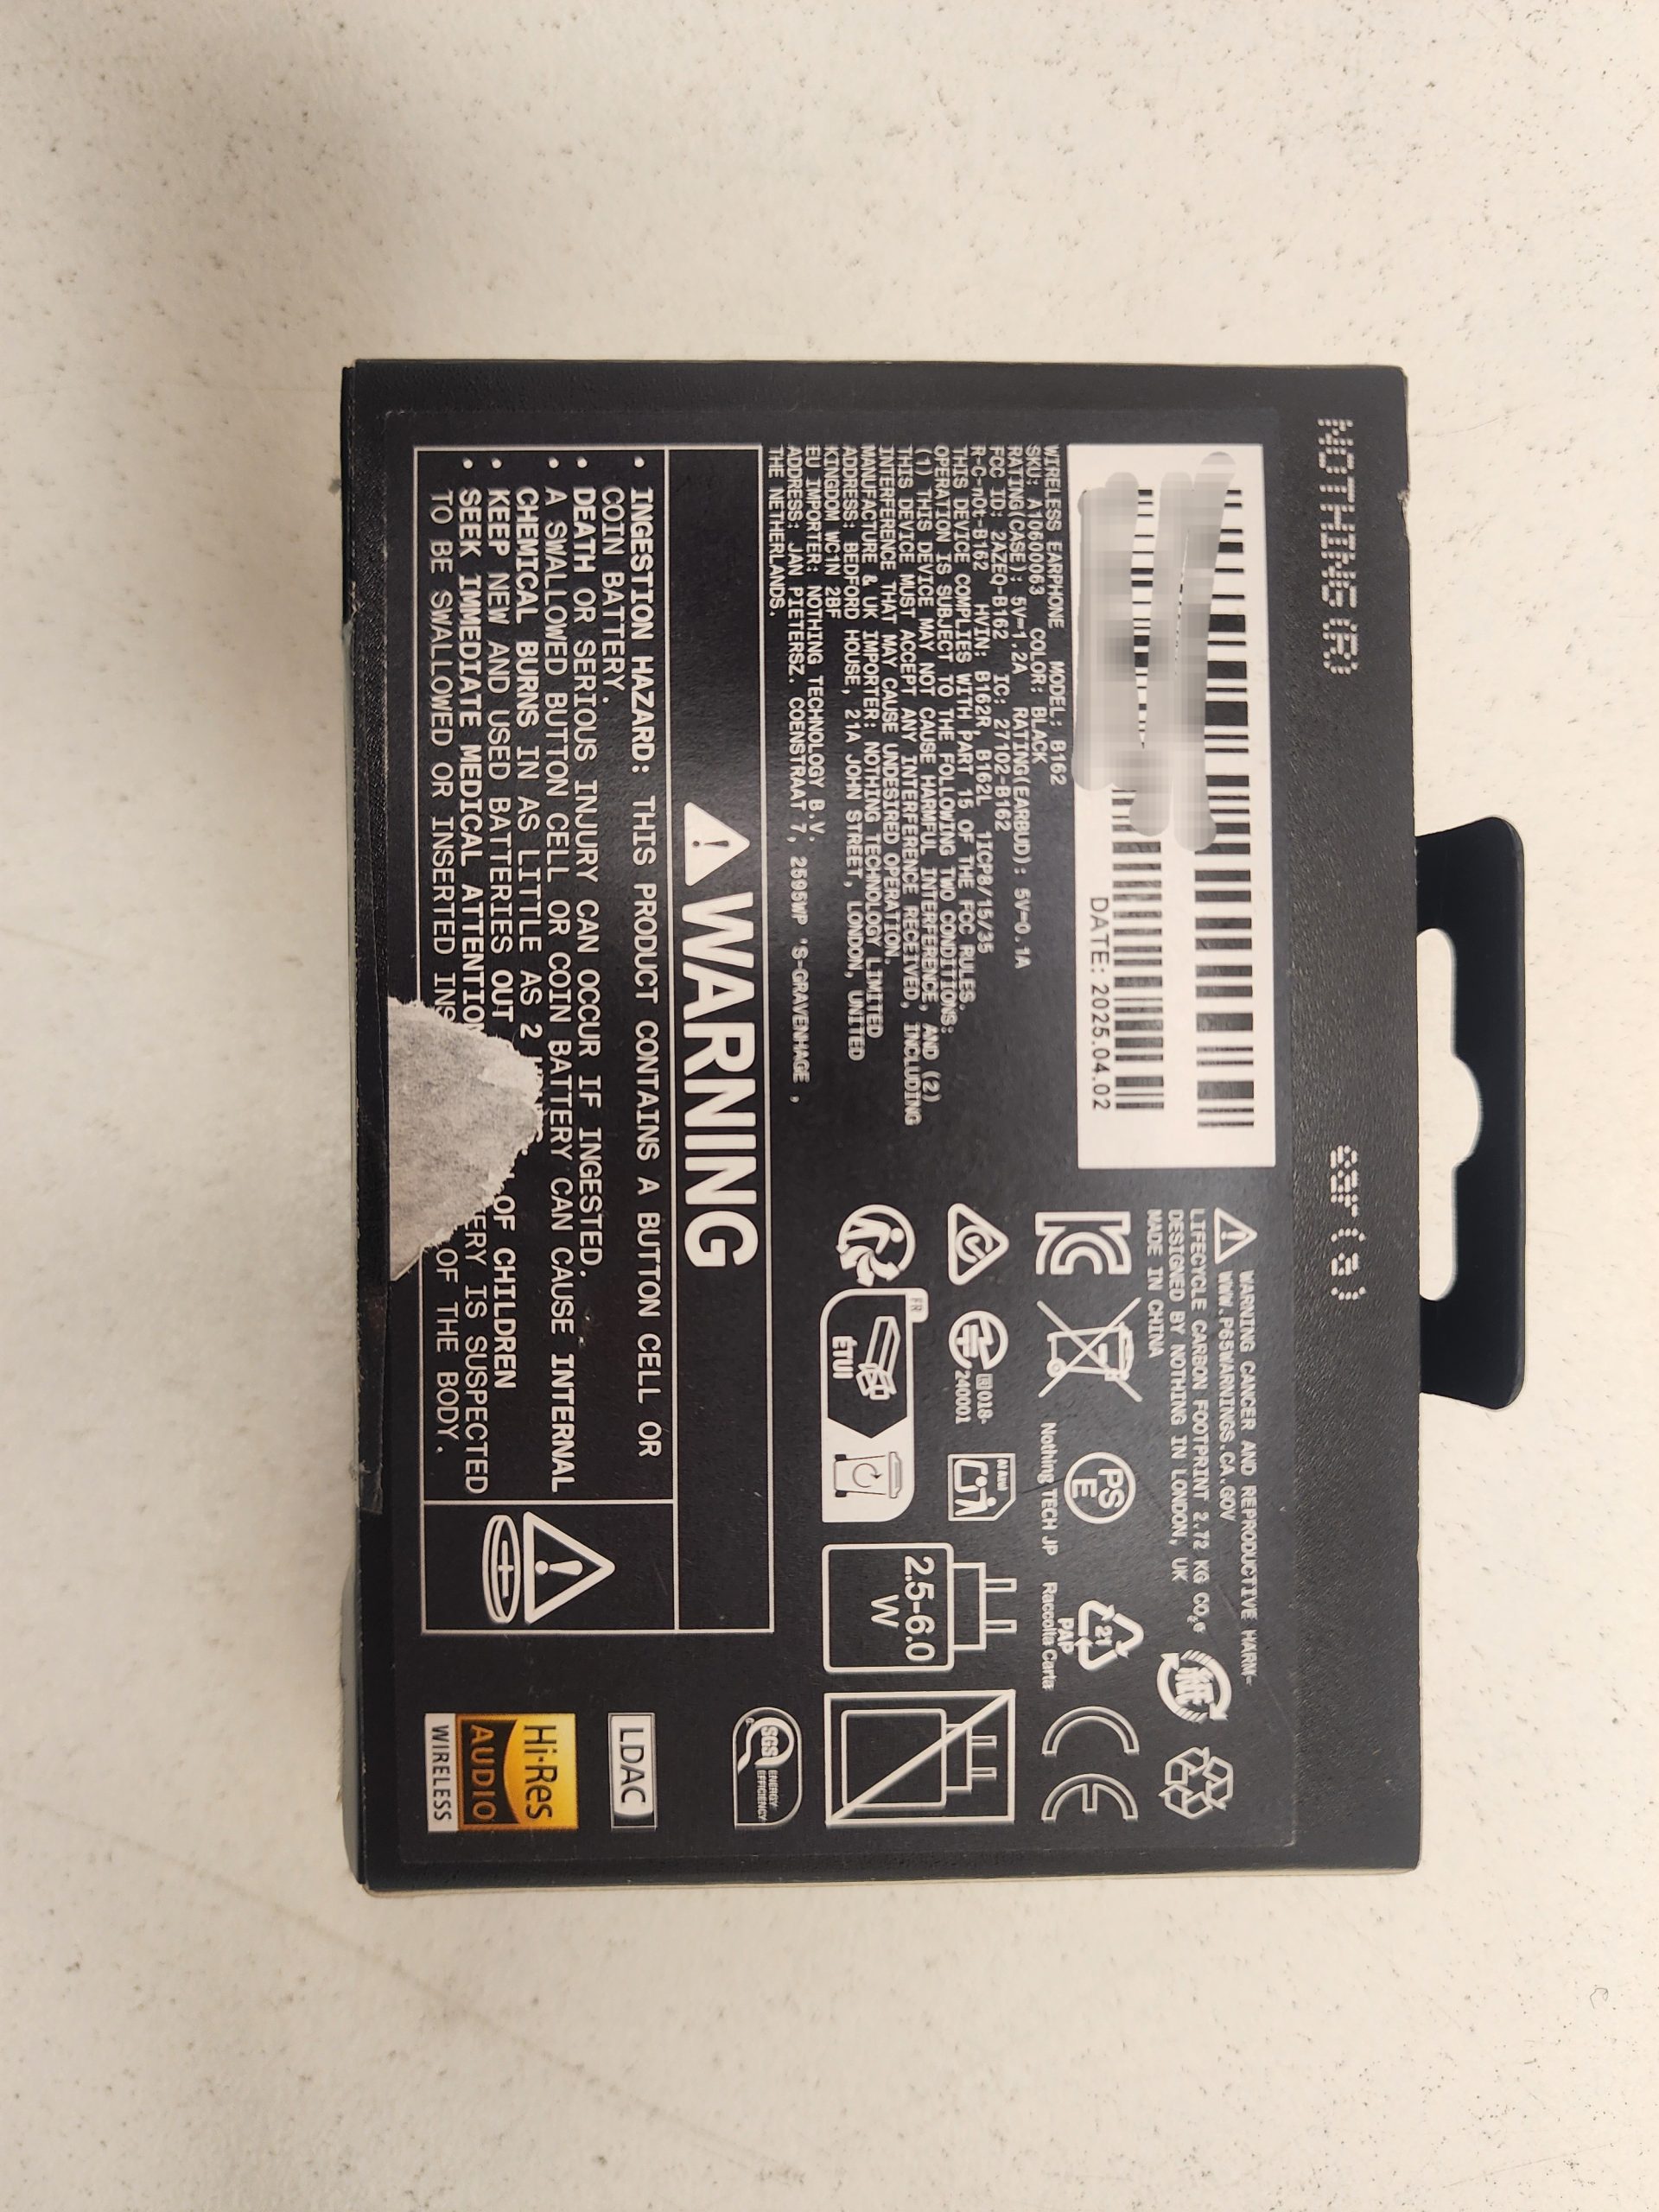 NOTHING (R)
ear (a)
DATE: 2025.04.02
WIRELESS EARPHONE MODEL: B162
SKU: A10600063 COLOR: BLACK
RATING(CASE): 5V⎓1.2A RATING(EARBUD): 5V⎓0.1A
FCC ID: 2AZEQ-B162 IC: 27102-B162
R-C-nOt-B162 HVIN: B162R, B162L 1ICP8/15/35
THIS DEVICE COMPLIES WITH PART 15 OF THE FCC RULES.
OPERATION IS SUBJECT TO THE FOLLOWING TWO CONDITIONS:
(1) THIS DEVICE MAY NOT CAUSE HARMFUL INTERFERENCE, AND (2)
THIS DEVICE MUST ACCEPT ANY INTERFERENCE RECEIVED, INCLUDING
INTERFERENCE THAT MAY CAUSE UNDESIRED OPERATION.
MANUFACTURE & UK IMPORTER: NOTHING TECHNOLOGY LIMITED
ADDRESS: BEDFORD HOUSE, 21A JOHN STREET, LONDON, UNITED
KINGDOM WC1N 2BF
EU IMPORTER: NOTHING TECHNOLOGY B.V.
ADDRESS: JAN PIETERSZ. COENSTRAAT 7, 2595WP 'S-GRAVENHAGE ,
THE NETHERLANDS.
WARNING CANCER AND REPRODUCTIVE HARM-
WWW.P65WARNINGS.CA.GOV
LIFECYCLE CARBON FOOTPRINT 2.72 KG CO₂e
DESIGNED BY NOTHING IN LONDON, UK
MADE IN CHINA
紙
PS
E
Nothing TECH JP
21
PAP
Raccolta Carta
CE
018-
240001
FR
ÉTUI
2.5-6.0
W
SGS ENERGY
EFFICIENCY
WARNING
• INGESTION HAZARD: THIS PRODUCT CONTAINS A BUTTON CELL OR
COIN BATTERY.
• DEATH OR SERIOUS INJURY CAN OCCUR IF INGESTED.
• A SWALLOWED BUTTON CELL OR COIN BATTERY CAN CAUSE INTERNAL
CHEMICAL BURNS IN AS LITTLE AS 2
• KEEP NEW AND USED BATTERIES OUT OF CHILDREN
• SEEK IMMEDIATE MEDICAL ATTENTION IS SUSPECTED
TO BE SWALLOWED OR INSERTED OF THE BODY.
LDAC
Hi-Res
AUDIO
WIRELESS